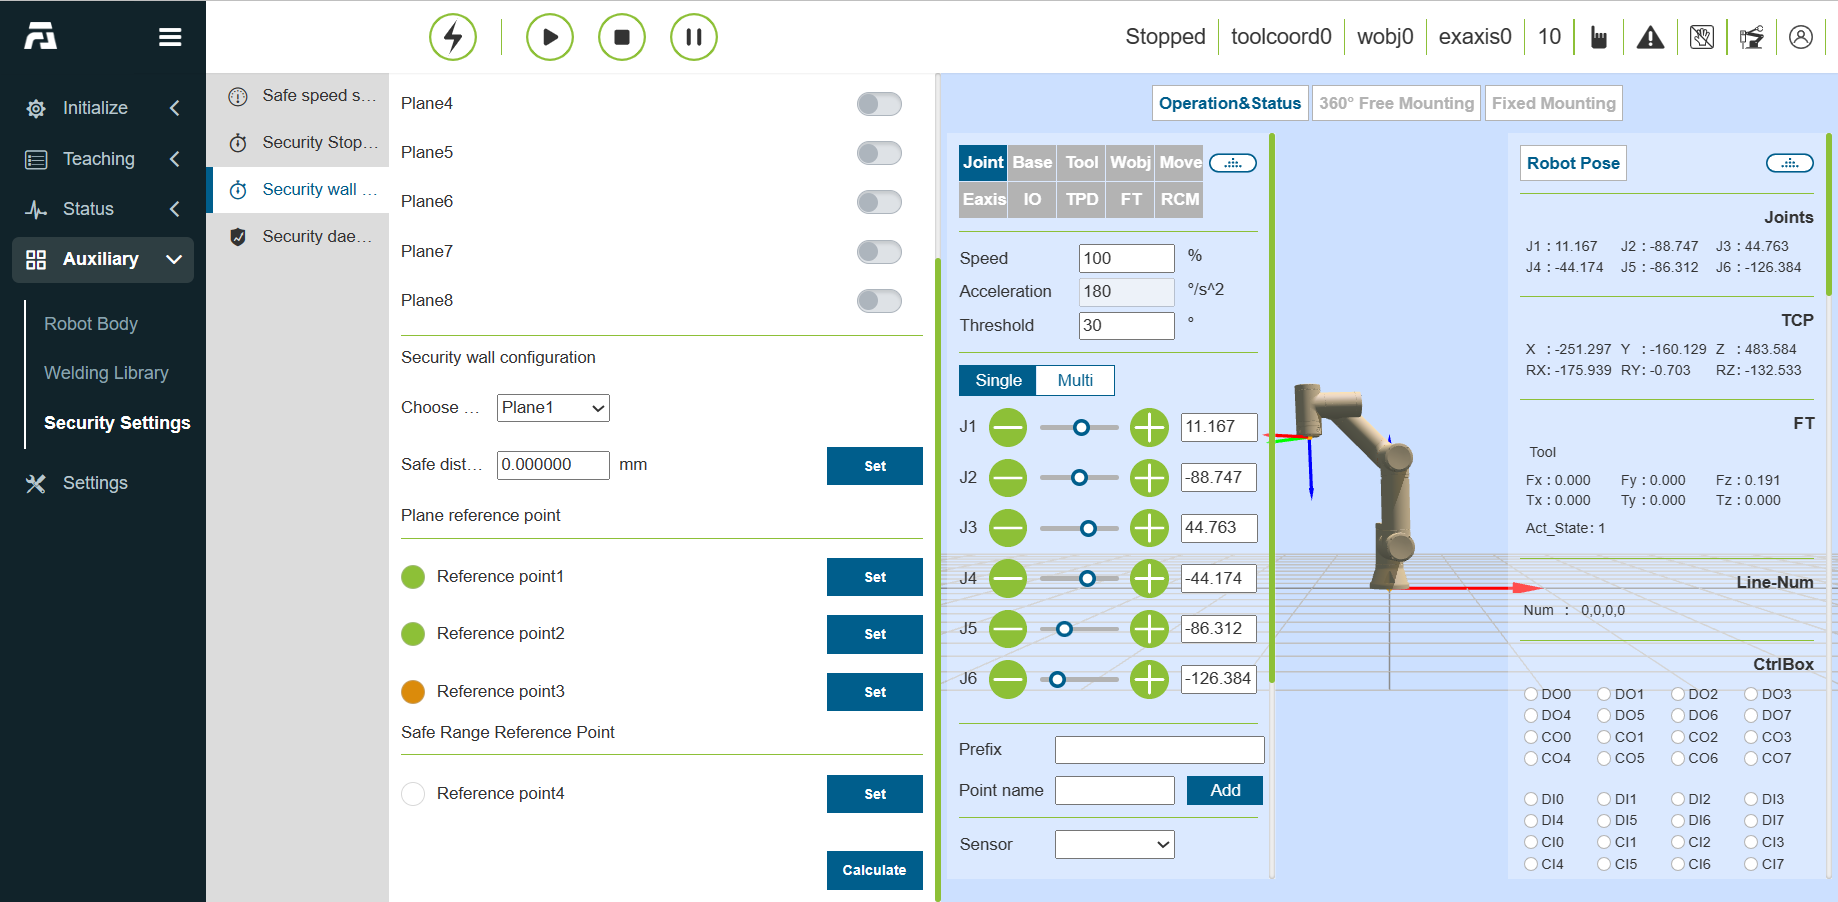 Stopped
toolcoord0
wobj0
exaxis0
10
Initialize
Teaching
Status
Auxiliary
Robot Body
Welding Library
Security Settings
Settings
Safe speed s...
Security Stop...
Security wall ...
Security dae...
Plane4
Plane5
Plane6
Plane7
Plane8
Security wall configuration
Choose ... Plane1
Safe dist... 0.000000 mm Set
Plane reference point
Reference point1 Set
Reference point2 Set
Reference point3 Set
Safe Range Reference Point
Reference point4 Set
Calculate
Operation&Status 360° Free Mounting Fixed Mounting
Joint Base Tool Wobj Move
Eaxis IO TPD FT RCM
Speed 100 %
Acceleration 180 °/s^2
Threshold 30 °
Single Multi
J1 11.167
J2 -88.747
J3 44.763
J4 -44.174
J5 -86.312
J6 -126.384
Prefix
Point name Add
Sensor
Robot Pose
Joints
J1 : 11.167 J2 : -88.747 J3 : 44.763
J4 : -44.174 J5 : -86.312 J6 : -126.384
TCP
X : -251.297 Y : -160.129 Z : 483.584
RX: -175.939 RY: -0.703 RZ: -132.533
FT
Tool
Fx : 0.000 Fy : 0.000 Fz : 0.191
Tx : 0.000 Ty : 0.000 Tz : 0.000
Act_State: 1
Line-Num
Num : 0,0,0,0
CtrlBox
DO0 DO1 DO2 DO3
DO4 DO5 DO6 DO7
CO0 CO1 CO2 CO3
CO4 CO5 CO6 CO7
DI0 DI1 DI2 DI3
DI4 DI5 DI6 DI7
CI0 CI1 CI2 CI3
CI4 CI5 CI6 CI7